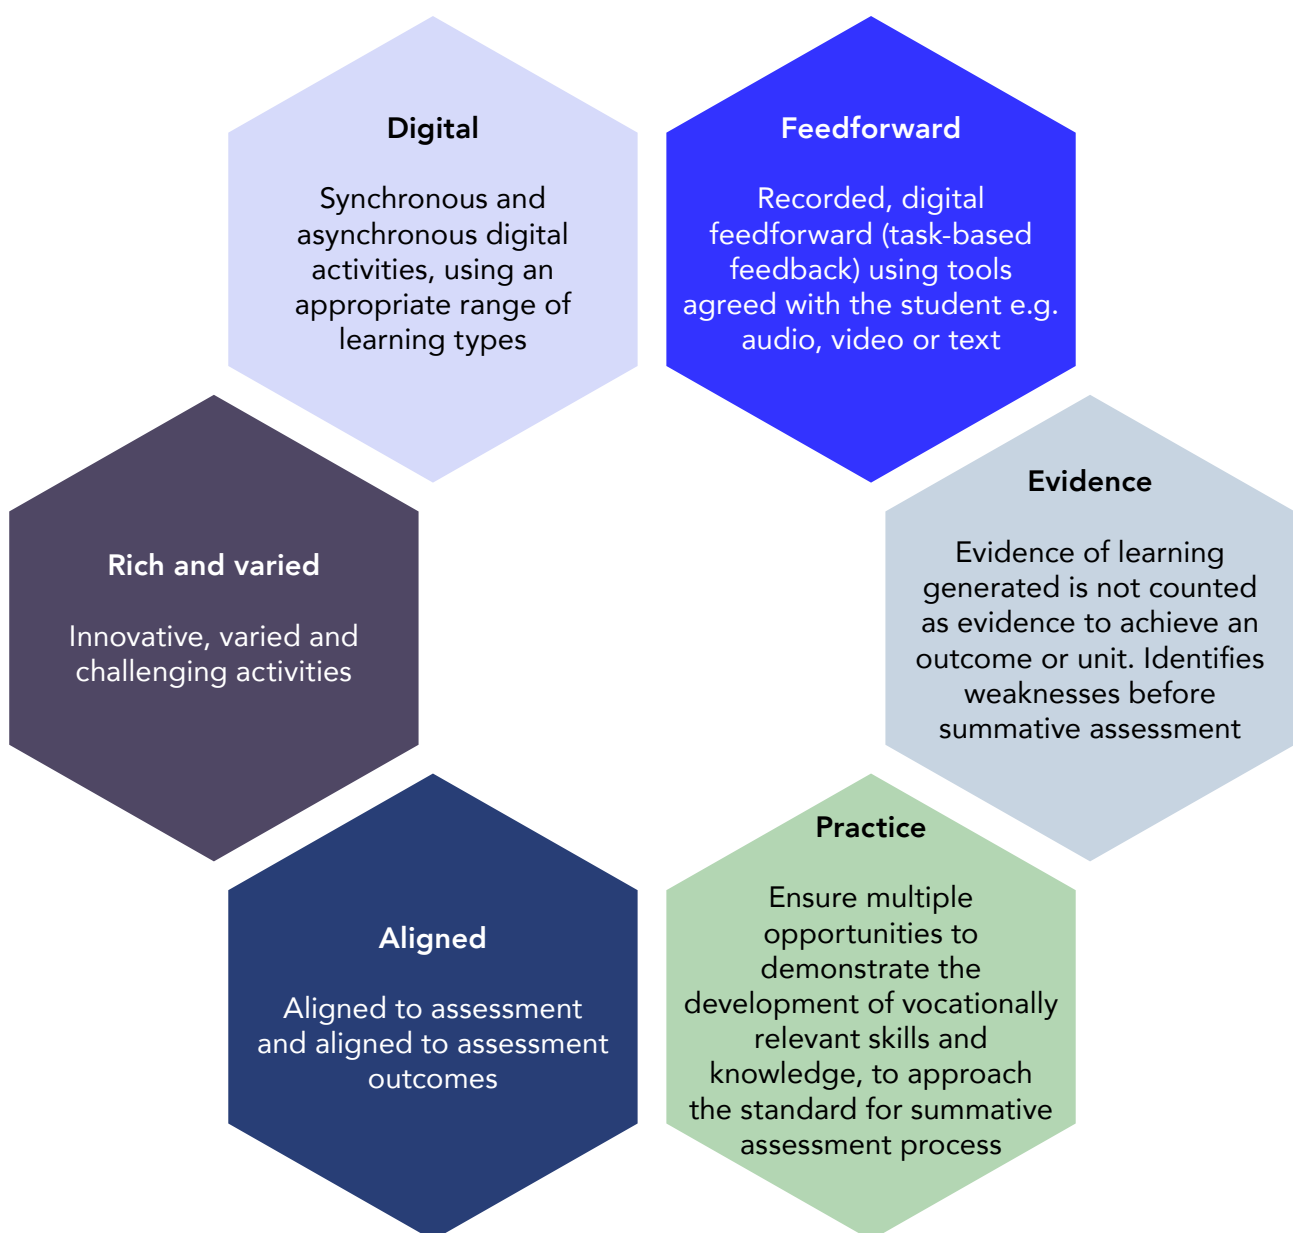 Digital
Synchronous and
asynchronous digital
activities, using an
appropriate range of
learning types
Feedforward
Recorded, digital
feedforward (task-based
feedback) using tools
agreed with the student e.g.
audio, video or text
Rich and varied
Innovative, varied and
challenging activities
Evidence
Evidence of learning
generated is not counted
as evidence to achieve an
outcome or unit. Identifies
weaknesses before
summative assessment
Aligned
Aligned to assessment
and aligned to assessment
outcomes
Practice
Ensure multiple
opportunities to
demonstrate the
development of vocationally
relevant skills and
knowledge, to approach
the standard for summative
assessment process